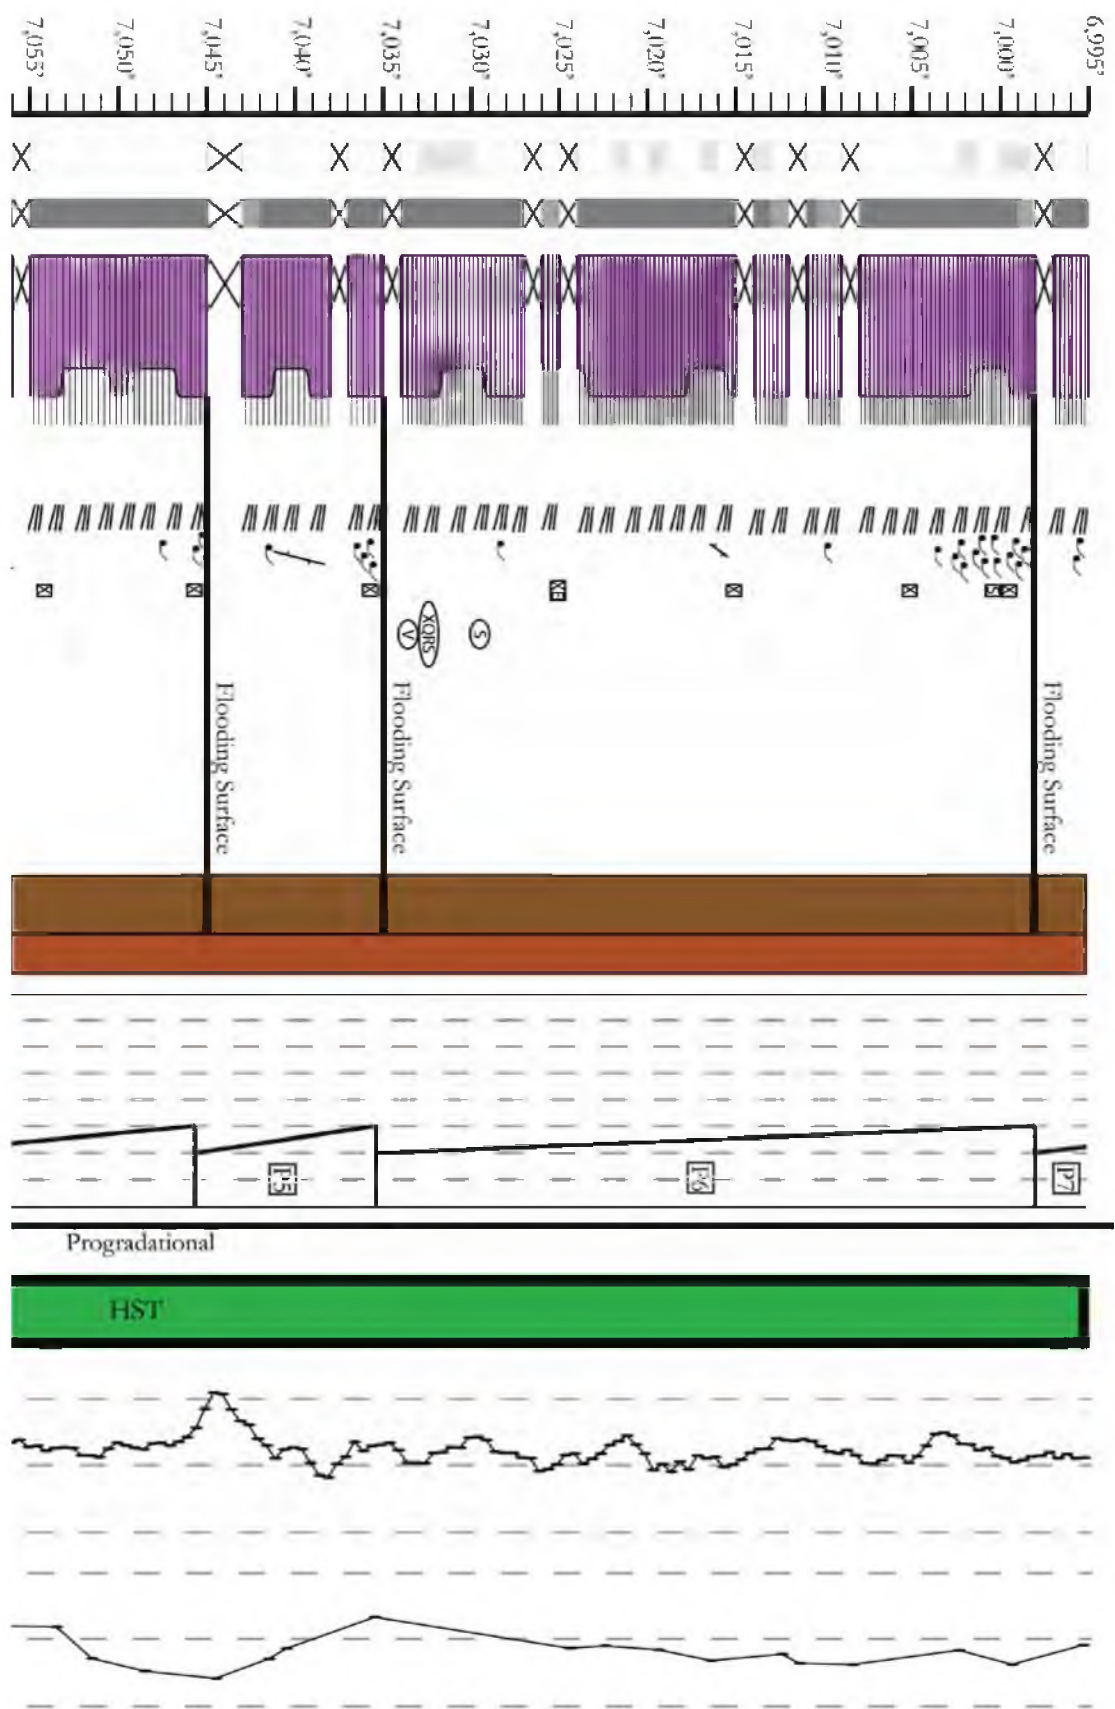 7,055'
7,050'
7,045'
7,040'
7,035'
7,030'
7,025'
7,020'
7,015'
7,010'
7,005'
7,000'
6,995'
V
XQRS
S
Flooding Surface
Flooding Surface
Flooding Surface
P5
P6
P7
Progradational
HST